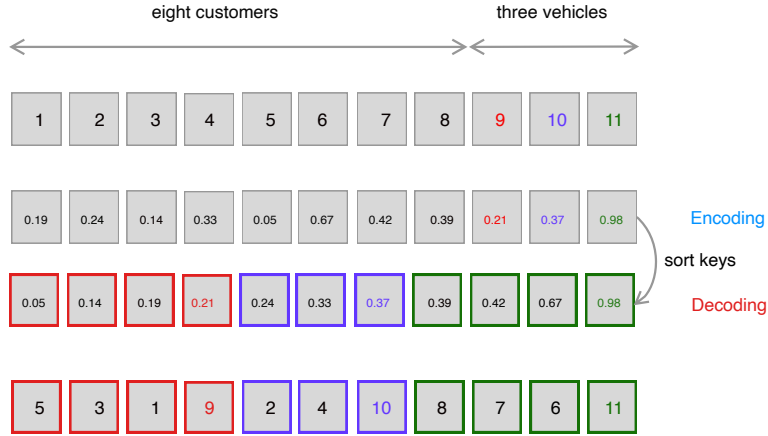 eight customers three vehicles
1 2 3 4 5 6 7 8 9 10 11
0.19 0.24 0.14 0.33 0.05 0.67 0.42 0.39 0.21 0.37 0.98 Encoding
sort keys
0.05 0.14 0.19 0.21 0.24 0.33 0.37 0.39 0.42 0.67 0.98 Decoding
5 3 1 9 2 4 10 8 7 6 11